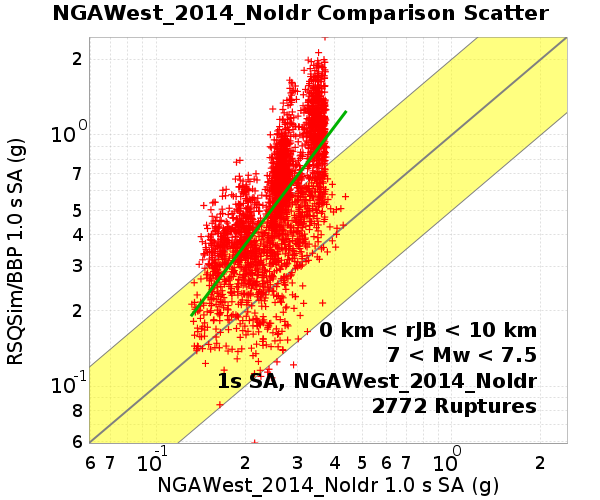 NGAWest_2014_NoIdr Comparison Scatter
RSQSim/BBP 1.0 s SA (g)
2
10^0
7
5
4
3
2
10^-1
8
6
0 km < rJB < 10 km
7 < Mw < 7.5
1s SA, NGAWest_2014_NoIdr
2772 Ruptures
6 7 10^-1 2 3 4 5 6 7 10^0 2
NGAWest_2014_NoIdr 1.0 s SA (g)